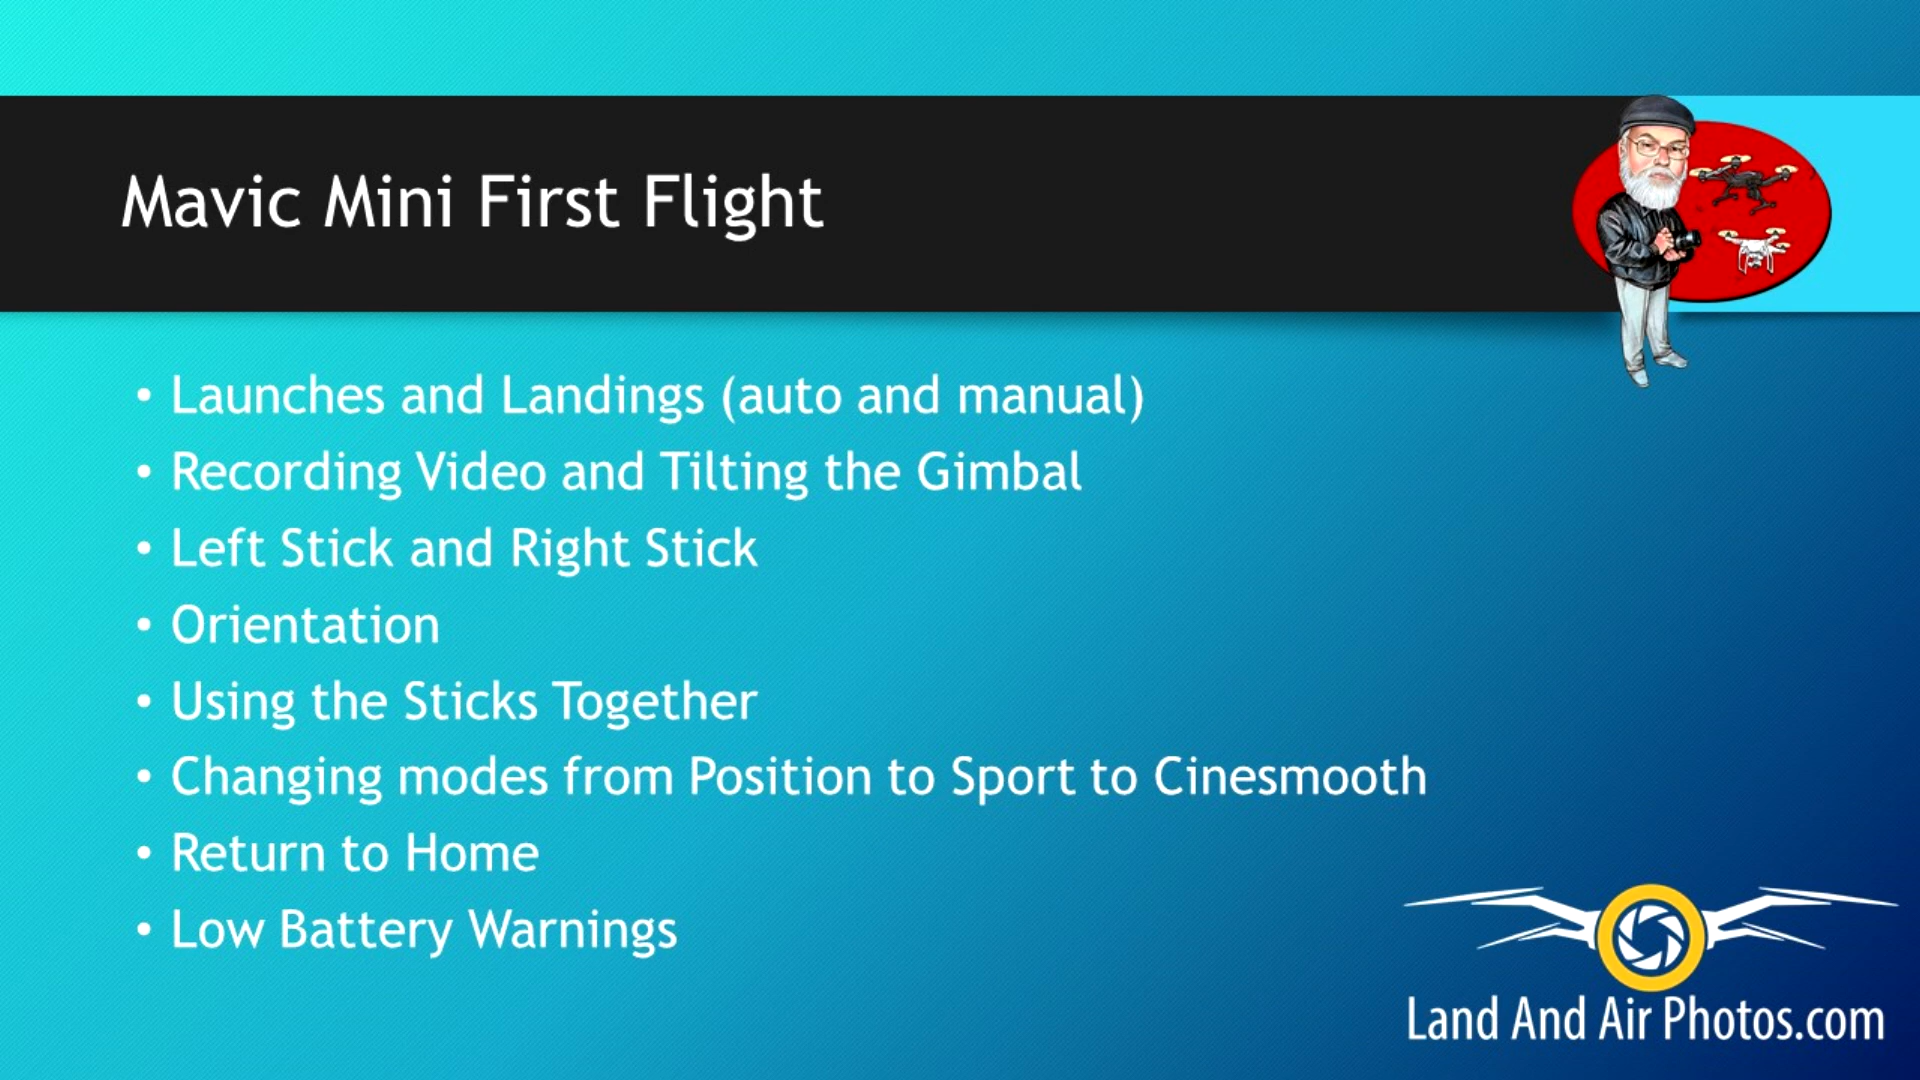 Mavic Mini First Flight
• Launches and Landings (auto and manual)
• Recording Video and Tilting the Gimbal
• Left Stick and Right Stick
• Orientation
• Using the Sticks Together
• Changing modes from Position to Sport to Cinesmooth
• Return to Home
• Low Battery Warnings
Land And Air Photos.com